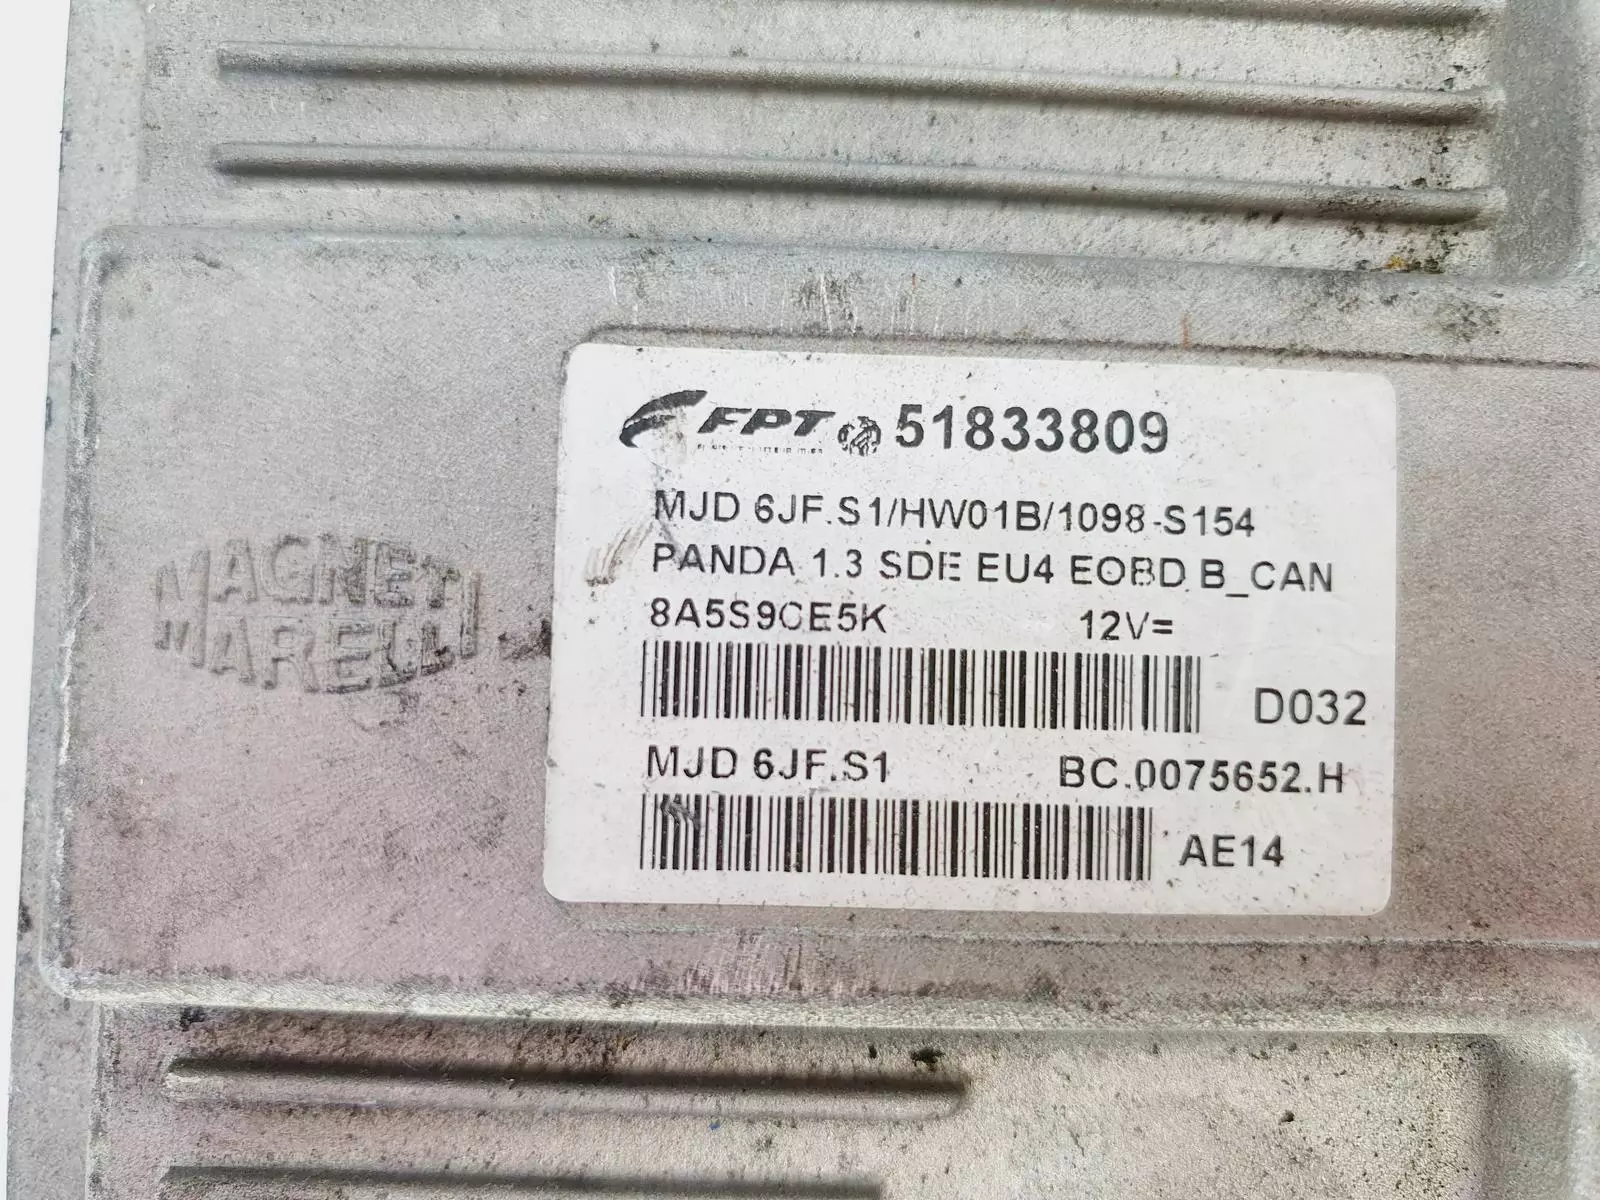 FPT 51833809
MJD 6JF.S1/HW01B/1098-S154
PANDA 1.3 SDE EU4 EOBD B_CAN
8A5S9CE5K 12V=
D032
MJD 6JF.S1 BC.0075652.H
AE14
MAGNETI
MARELLI